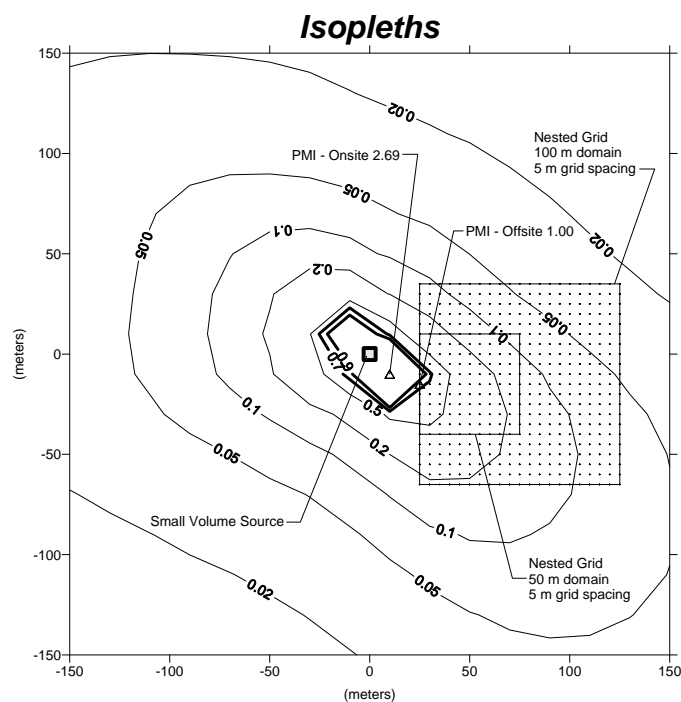 Isopleths
150
100
50
0
-50
-100
-150
-150
-100
-50
0
50
100
150
(meters)
(meters)
Nested Grid
100 m domain
5 m grid spacing
PMI - Onsite 2.69
PMI - Offsite 1.00
Small Volume Source
Nested Grid
50 m domain
5 m grid spacing
0.02
0.02
0.05
0.05
0.1
0.2
0.1
0.05
0.7
0.9
0.5
0.1
0.2
0.05
0.1
0.05
0.02